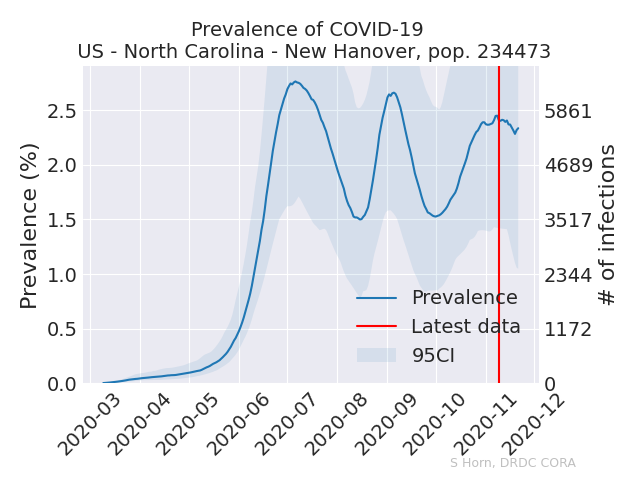 Prevalence of COVID-19
US - North Carolina - New Hanover, pop. 234473
Prevalence (%)
2.5
2.0
1.5
1.0
0.5
0.0
5861
4689
3517
2344
1172
0
# of infections
Prevalence
Latest data
95CI
2020-03
2020-04
2020-05
2020-06
2020-07
2020-08
2020-09
2020-10
2020-11
2020-12
S Horn, DRDC CORA